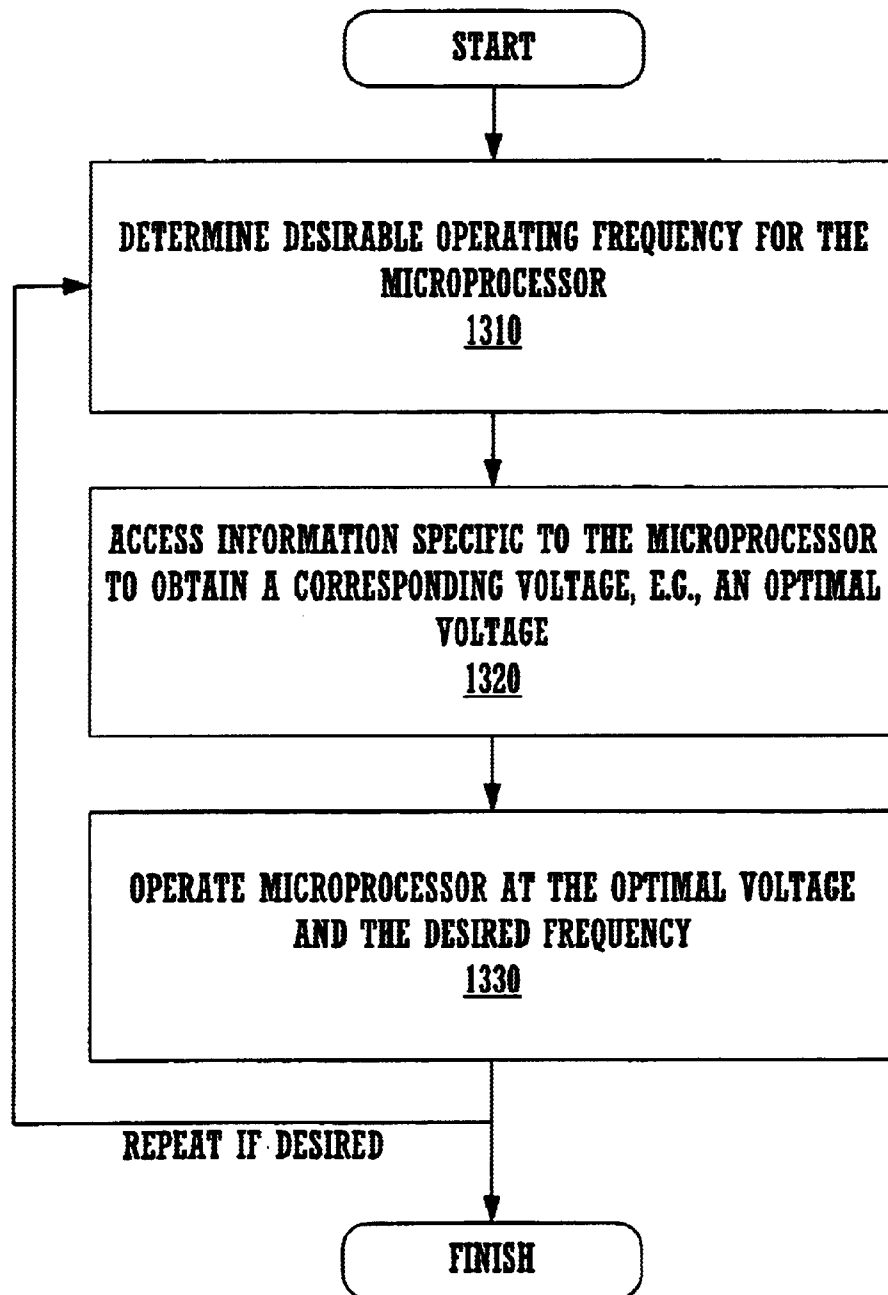 START
DETERMINE DESIRABLE OPERATING FREQUENCY FOR THE
MICROPROCESSOR
1310
ACCESS INFORMATION SPECIFIC TO THE MICROPROCESSOR
TO OBTAIN A CORRESPONDING VOLTAGE, E.G., AN OPTIMAL
VOLTAGE
1320
OPERATE MICROPROCESSOR AT THE OPTIMAL VOLTAGE
AND THE DESIRED FREQUENCY
1330
REPEAT IF DESIRED
FINISH